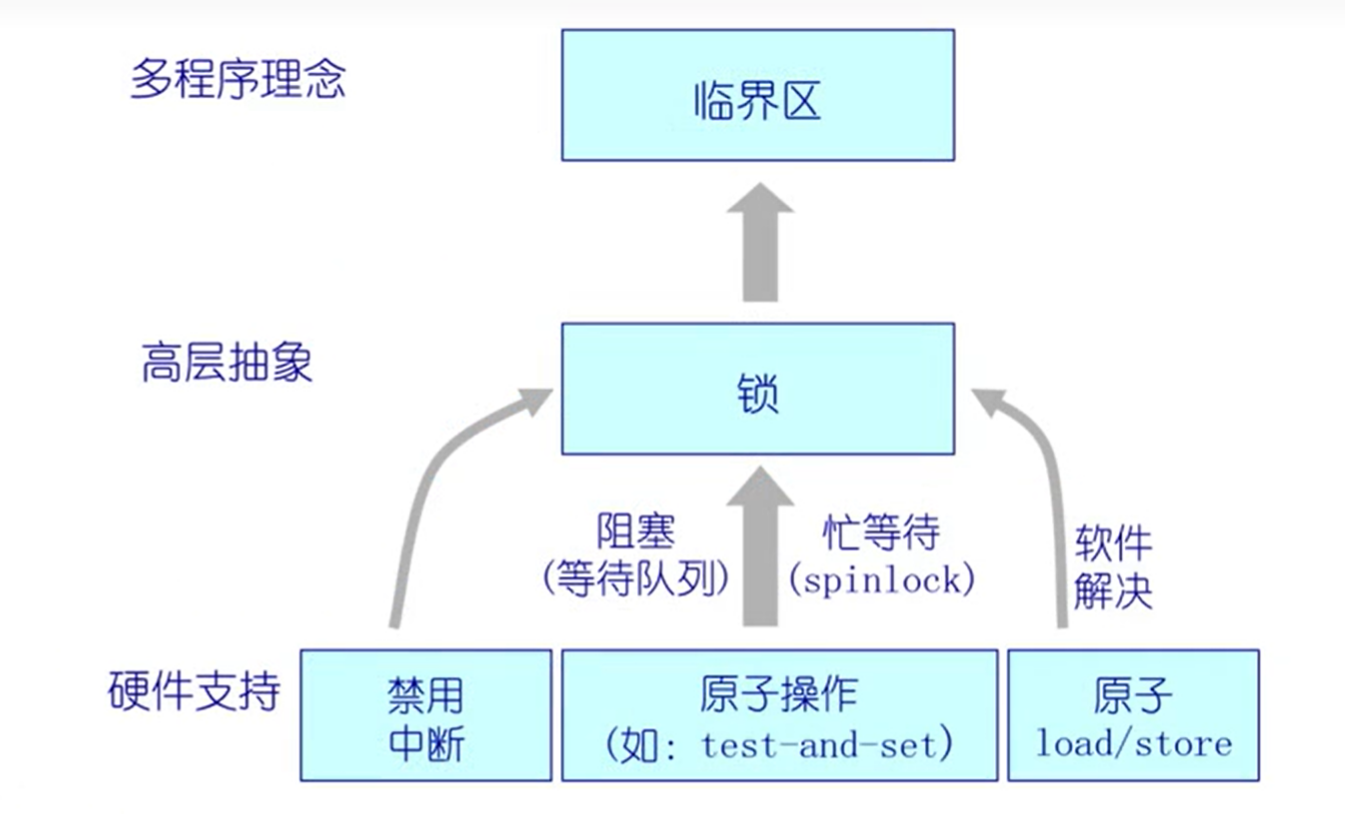 多程序理念
临界区
高层抽象
锁
阻塞
(等待队列)
忙等待
(spinlock)
软件
解决
硬件支持
禁用
中断
原子操作
(如: test-and-set)
原子
load/store